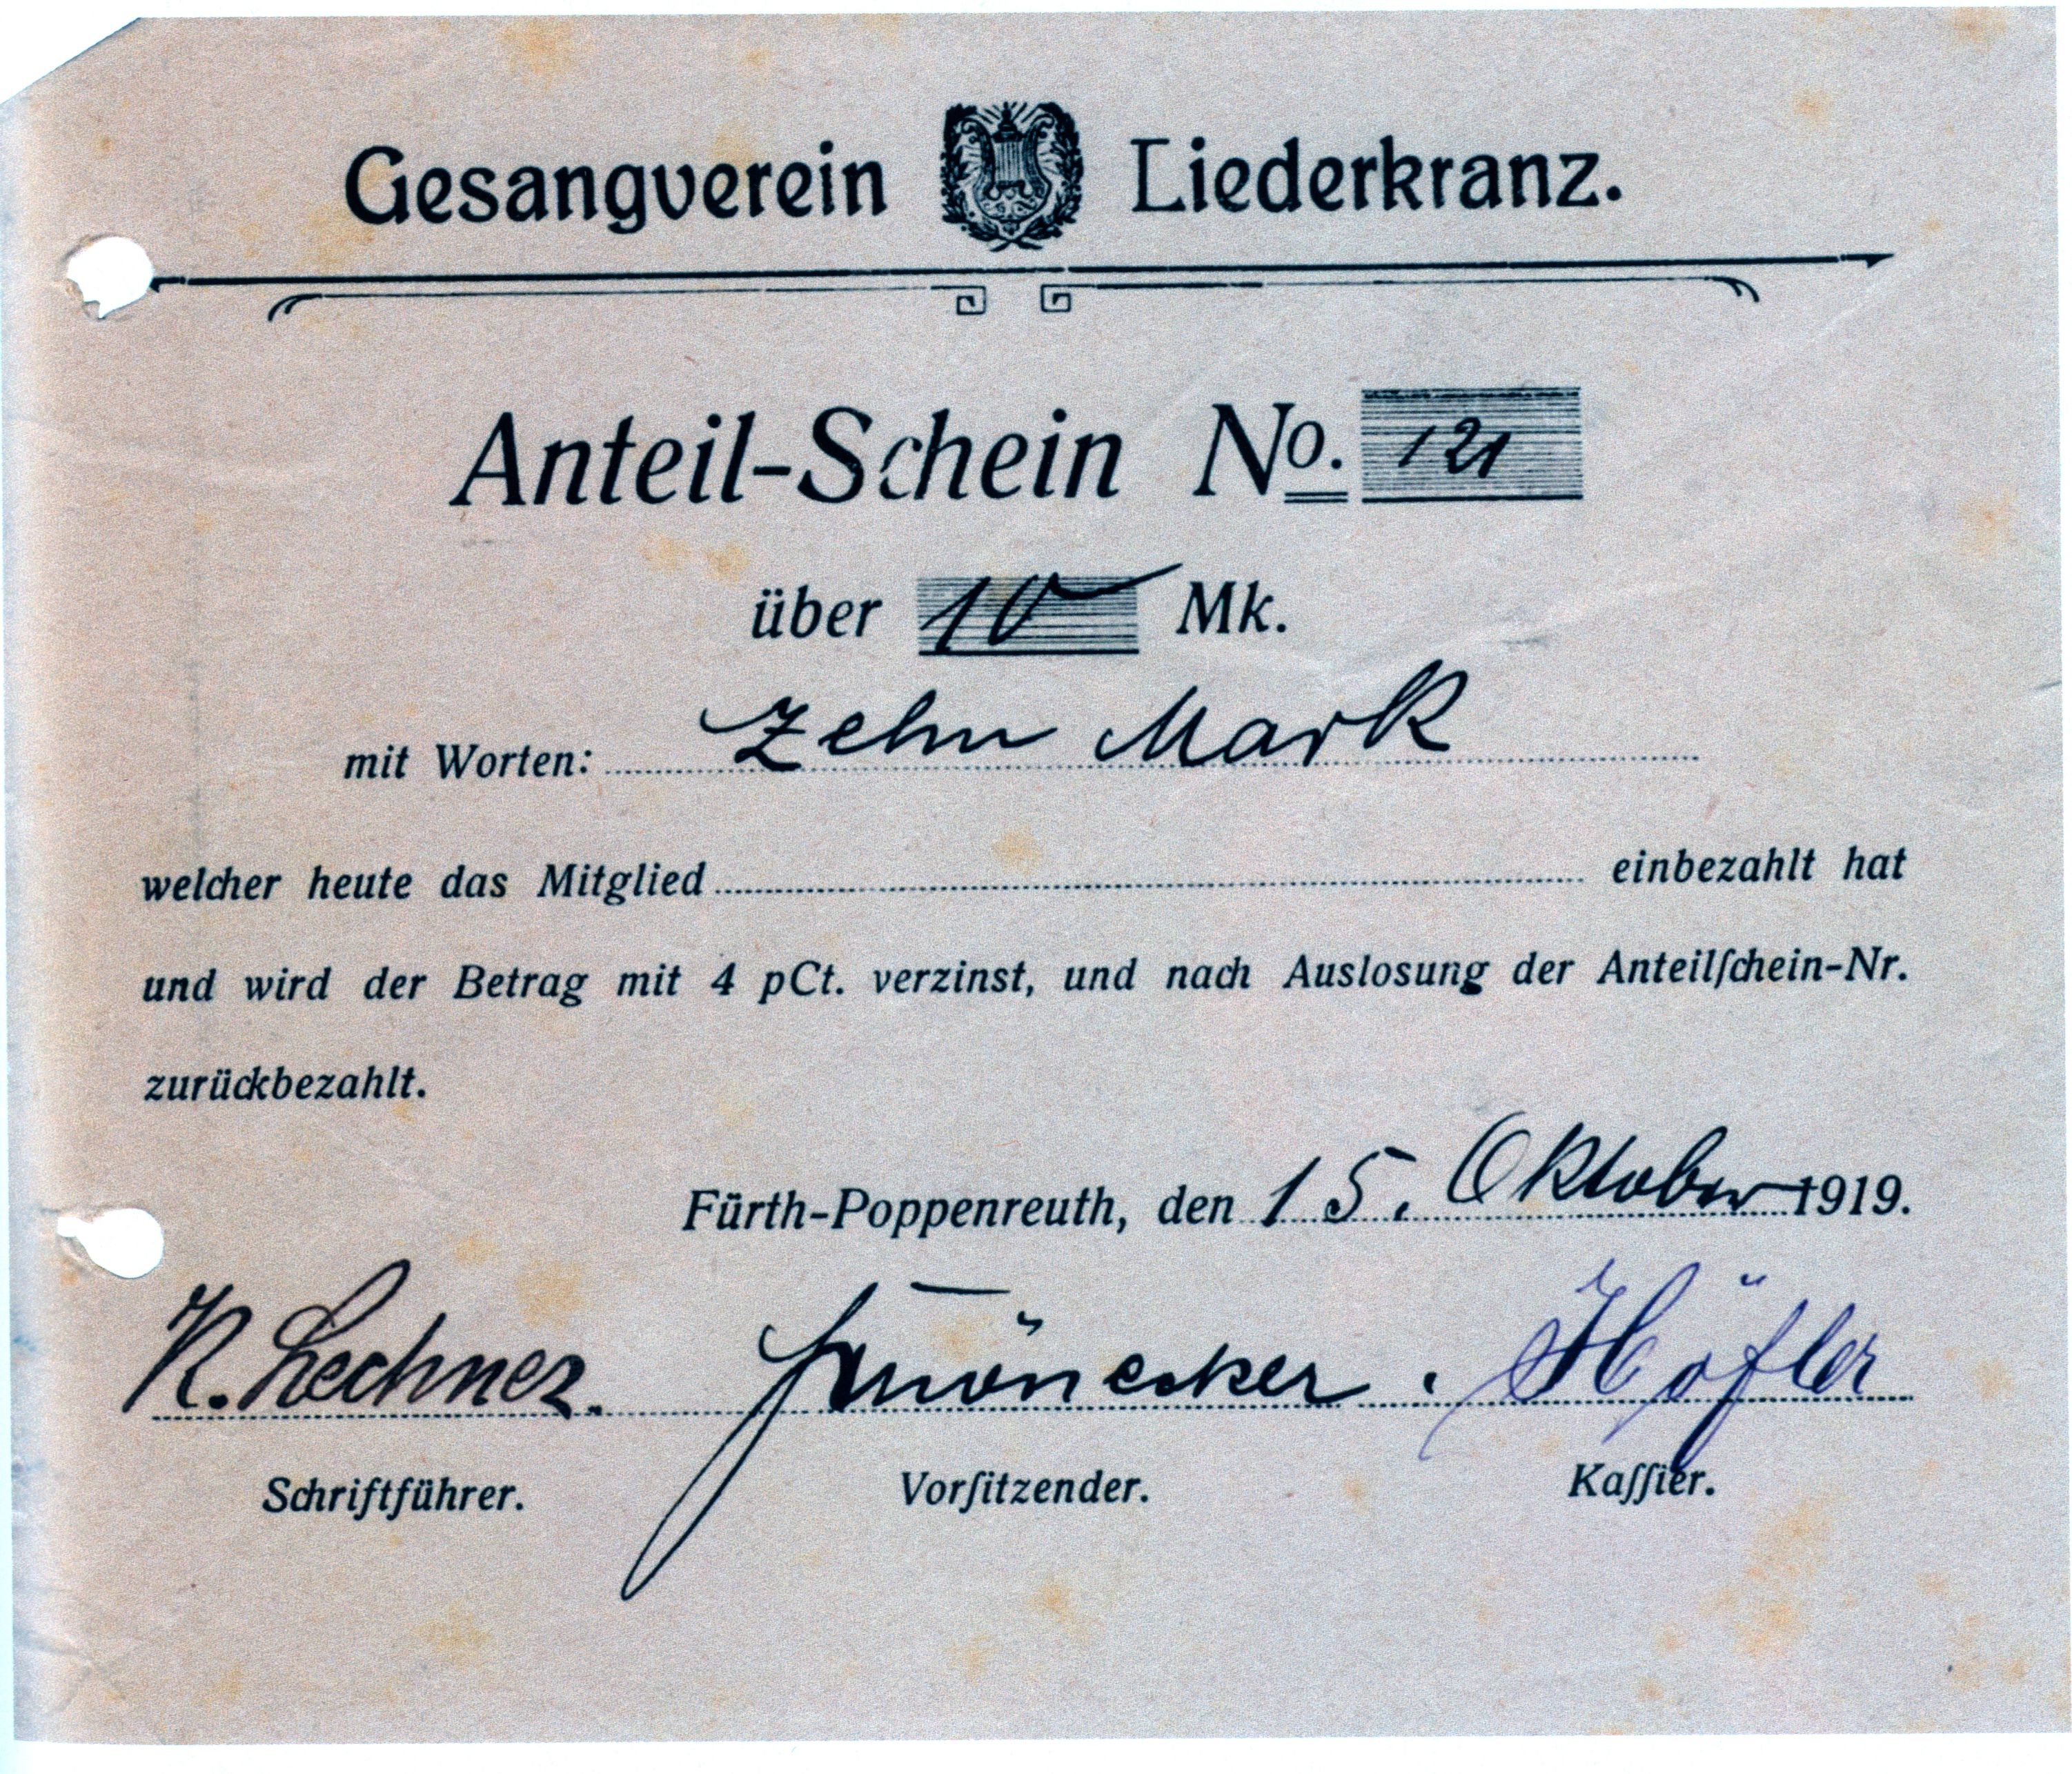 Gesangverein Liederkranz.
Anteil-Schein No. 121
über 10 Mk.
mit Worten: Zehn Mark
welcher heute das Mitglied einbezahlt hat
und wird der Betrag mit 4 pCt. verzinst, und nach Auslosung der Anteilſchein-Nr.
zurückbezahlt.
Fürth-Poppenreuth, den 15. Oktober 1919.
K. Lechner. Höfler
Schriftführer. Vorſitzender. Kaſſier.